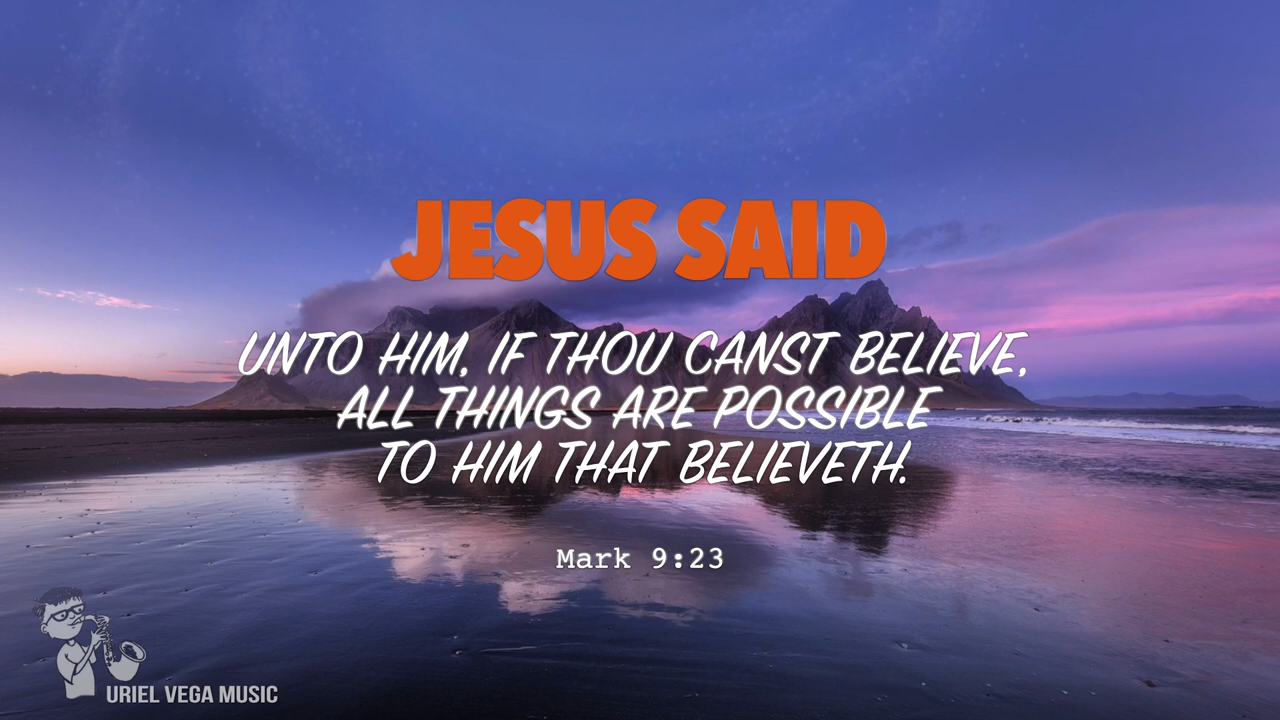 JESUS SAID
UNTO HIM, IF THOU CANST BELIEVE,
ALL THINGS ARE POSSIBLE
TO HIM THAT BELIEVETH.
Mark 9:23
URIEL VEGA MUSIC